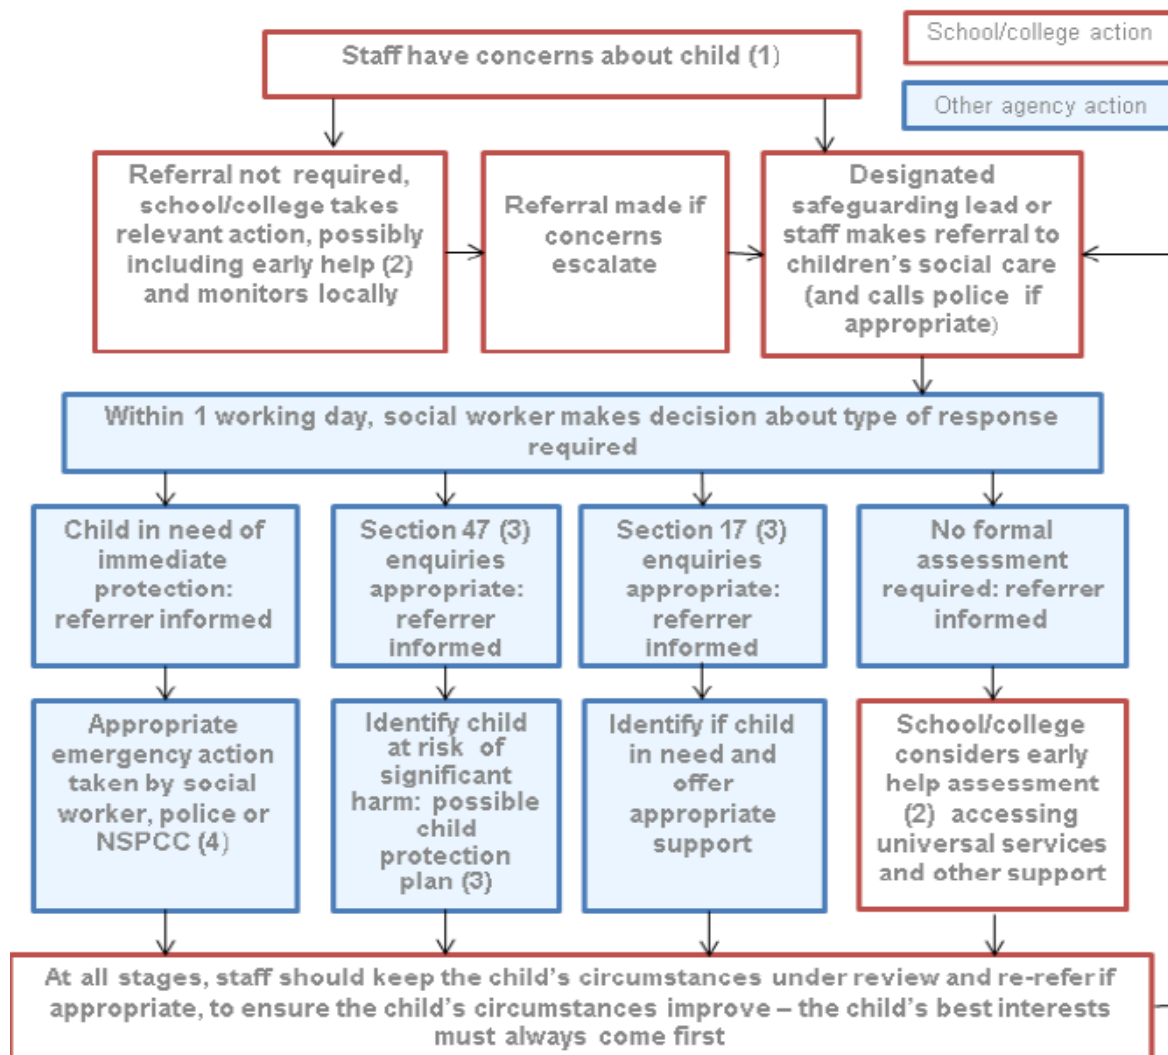 School/college action
Staff have concerns about child (1)
Other agency action
Referral not required,
school/college takes
relevant action, possibly
including early help (2)
and monitors locally
Referral made if
concerns
escalate
Designated
safeguarding lead or
staff makes referral to
children's social care
(and calls police if
appropriate)
Within 1 working day, social worker makes decision about type of response
required
Child in need of
immediate
protection:
referrer informed
Section 47 (3)
enquiries
appropriate:
referrer
informed
Section 17 (3)
enquiries
appropriate:
referrer
informed
No formal
assessment
required: referrer
informed
Appropriate
emergency action
taken by social
worker, police or
NSPCC (4)
Identify child
at risk of
significant
harm: possible
child
protection
plan (3)
Identify if child
in need and
offer
appropriate
support
School/college
considers early
help assessment
(2) accessing
universal services
and other support
At all stages, staff should keep the child's circumstances under review and re-refer if
appropriate, to ensure the child's circumstances improve – the child's best interests
must always come first